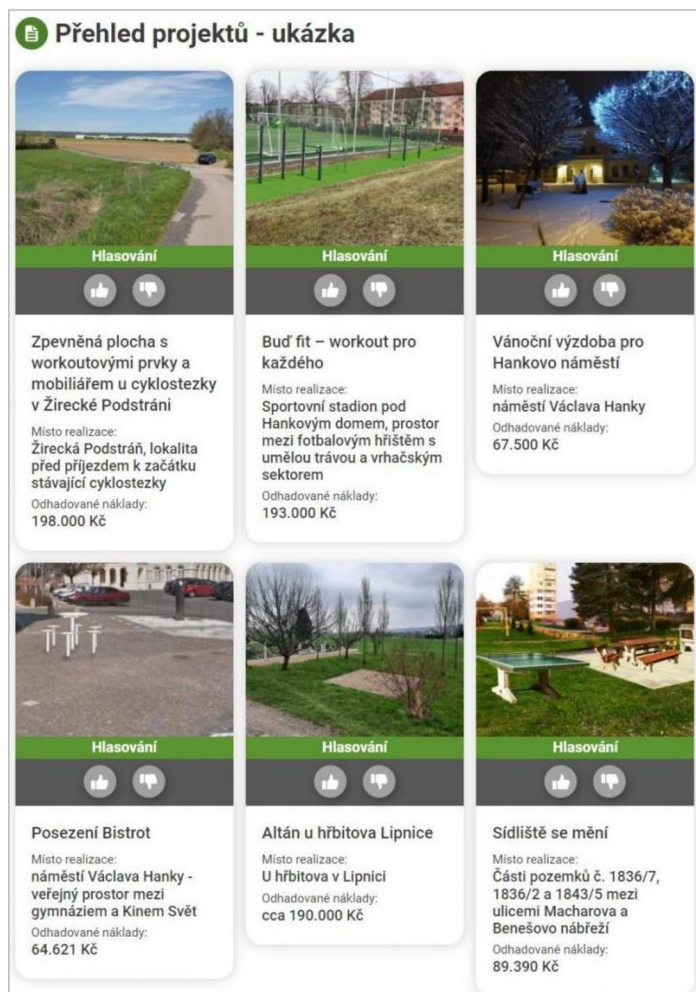 Přehled projektů - ukázka
Hlasování
Zpevněná plocha s
workoutovými prvky a
mobiliářem u cyklostezky
v Žirecké Podstráni
Místo realizace:
Žirecká Podstráň, lokalita
před příjezdem k začátku
stávající cyklostezky
Odhadované náklady:
198.000 Kč
Hlasování
Buď fit – workout pro
každého
Místo realizace:
Sportovní stadion pod
Hankovým domem, prostor
mezi fotbalovým hřištěm s
umělou trávou a vrhačským
sektorem
Odhadované náklady:
193.000 Kč
Hlasování
Vánoční výzdoba pro
Hankovo náměstí
Místo realizace:
náměstí Václava Hanky
Odhadované náklady:
67.500 Kč
Hlasování
Posezení Bistrot
Místo realizace:
náměstí Václava Hanky -
veřejný prostor mezi
gymnáziem a Kinem Svět
Odhadované náklady:
64.621 Kč
Hlasování
Altán u hřbitova Lipnice
Místo realizace:
U hřbitova v Lipnici
Odhadované náklady:
cca 190.000 Kč
Hlasování
Sídliště se mění
Místo realizace:
Části pozemků č. 1836/7,
1836/2 a 1843/5 mezi
ulicemi Macharova a
Benešovo nábřeží
Odhadované náklady:
89.390 Kč